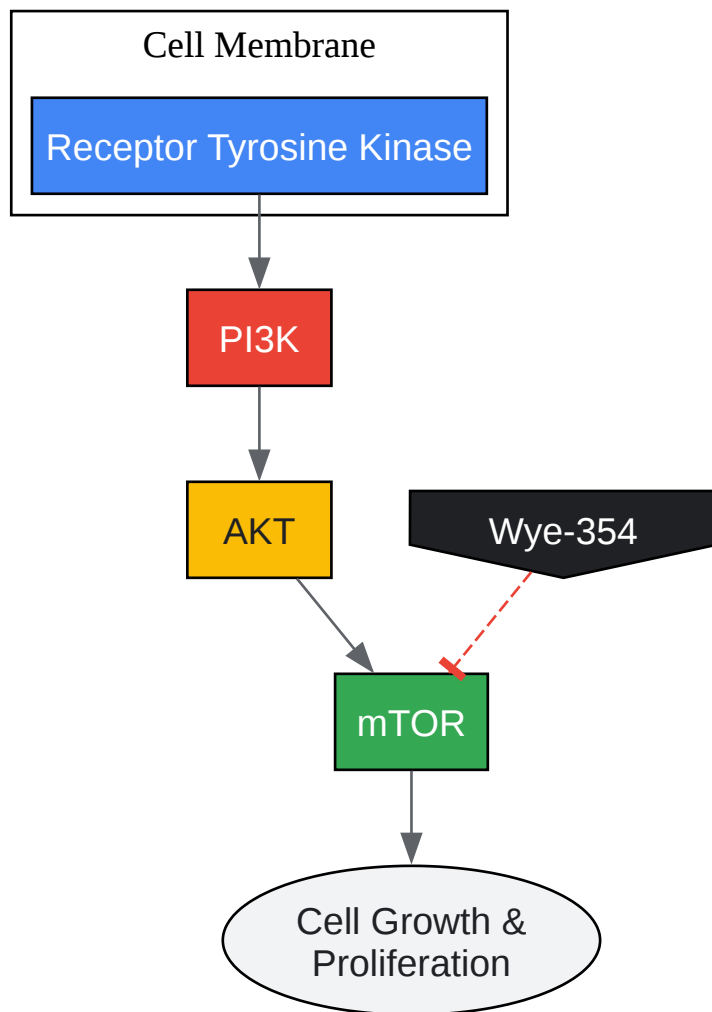 Cell Membrane
Receptor Tyrosine Kinase
PI3K
AKT
Wye-354
mTOR
Cell Growth &
Proliferation